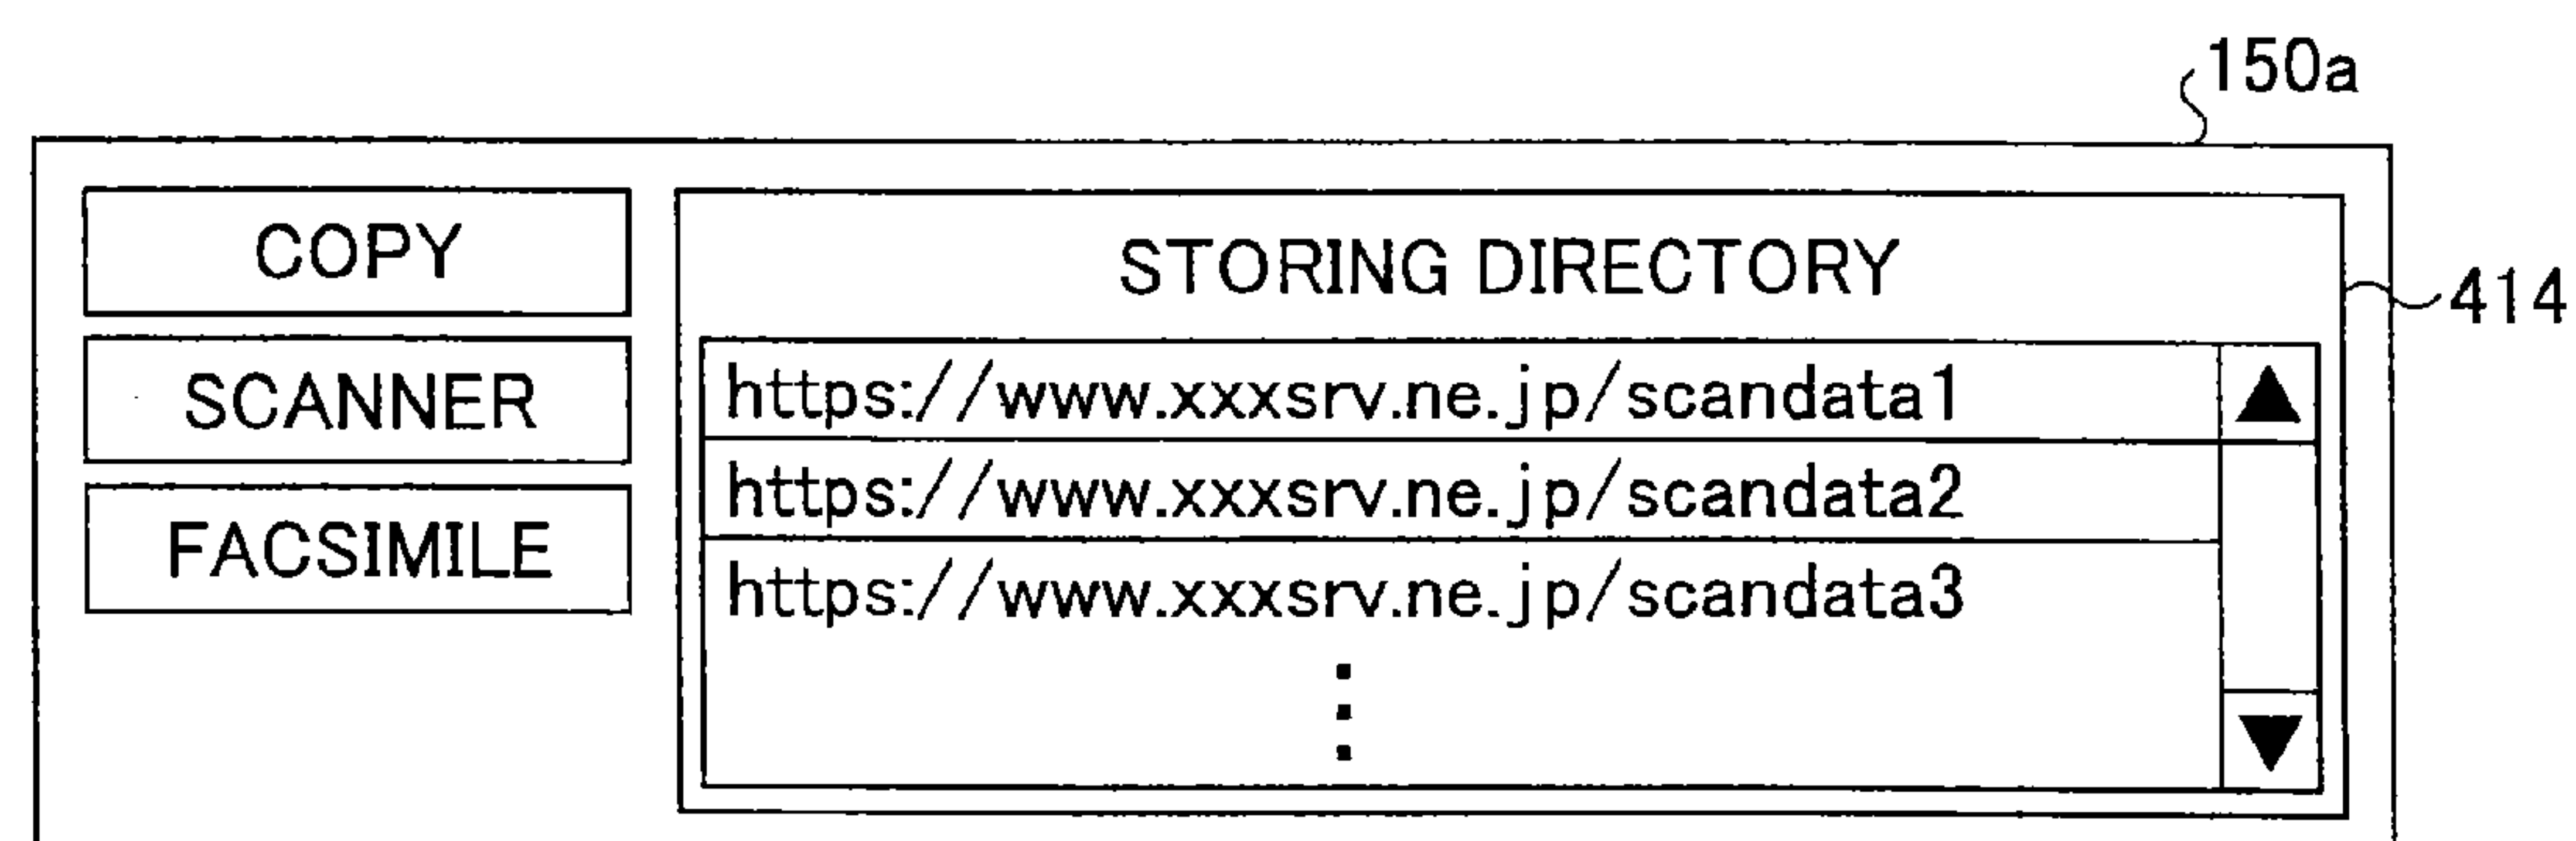 150a
COPY
SCANNER
FACSIMILE
STORING DIRECTORY
414
https://www.xxxsrv.ne.jp/scandata1
https://www.xxxsrv.ne.jp/scandata2
https://www.xxxsrv.ne.jp/scandata3